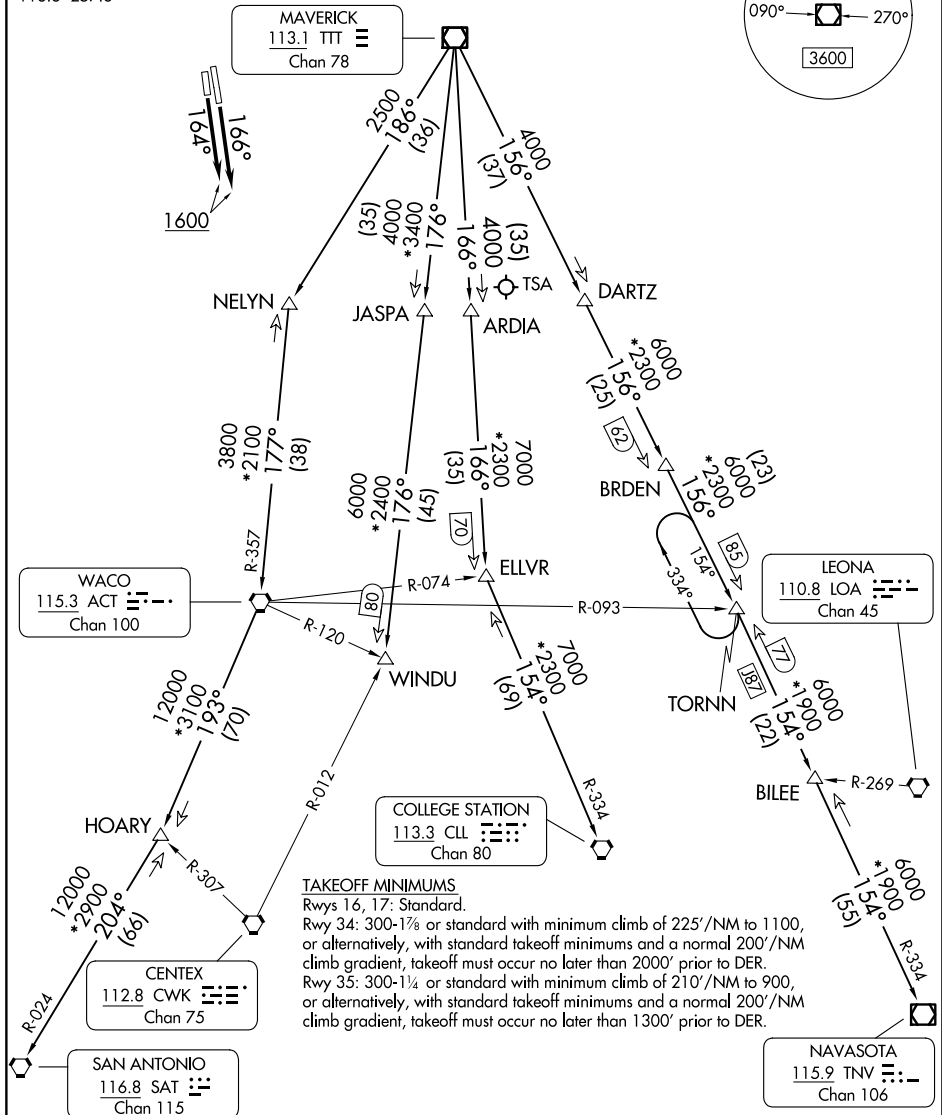 MAVERICK
113.1 TTT
Chan 78
090°
270°
3600
164°
166°
1600
2500
186°
(36)
(35)
4000
*3400
176°
(35)
4000
166°
4000
156°
(37)
TSA
NELYN
JASPA
ARDIA
DARTZ
6000
*2300
156°
(25)
62
BRDEN
3800
*2100
177°
(38)
R-357
6000
*2400
176°
(45)
80
7000
*2300
166°
(35)
70
(23)
6000
*2300
156°
85
154°
334°
WACO
115.3 ACT
Chan 100
R-074
ELLVR
R-093
R-120
WINDU
LEONA
110.8 LOA
Chan 45
TORNN
77
J87
6000
*1900
154°
(22)
BILEE
R-269
12000
*3100
193°
(70)
7000
*2300
154°
(69)
R-334
HOARY
R-012
R-307
COLLEGE STATION
113.3 CLL
Chan 80
12000
*2900
204°
(66)
R-024
6000
*1900
154°
(55)
R-334
CENTEX
112.8 CWK
Chan 75
SAN ANTONIO
116.8 SAT
Chan 115
NAVASOTA
115.9 TNV
Chan 106
TAKEOFF MINIMUMS
Rwys 16, 17: Standard.
Rwy 34: 300-1⅞ or standard with minimum climb of 225'/NM to 1100,
or alternatively, with standard takeoff minimums and a normal 200'/NM
climb gradient, takeoff must occur no later than 2000' prior to DER.
Rwy 35: 300-1¼ or standard with minimum climb of 210'/NM to 900,
or alternatively, with standard takeoff minimums and a normal 200'/NM
climb gradient, takeoff must occur no later than 1300' prior to DER.